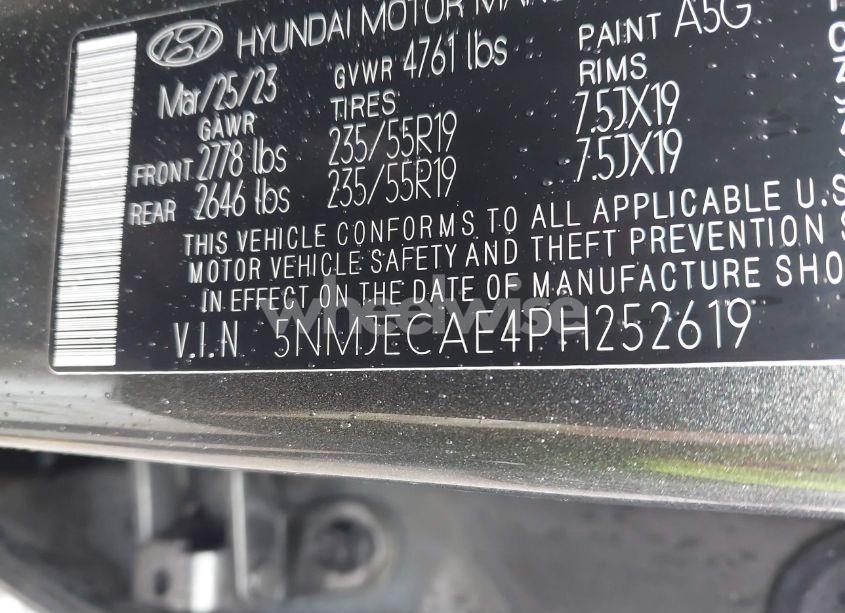 HYUNDAI MOTOR
Mar/25/23 GVWR 4761 lbs PAINT A5G
GAWR TIRES RIMS
FRONT 2778 lbs 235/55R19 7.5JX19
REAR 2646 lbs 235/55R19 7.5JX19
THIS VEHICLE CONFORMS TO ALL APPLICABLE U.S
MOTOR VEHICLE SAFETY AND THEFT PREVENTION S
IN EFFECT ON THE DATE OF MANUFACTURE SHO
wheelwise
V.I.N 5NMJECAE4PH252619